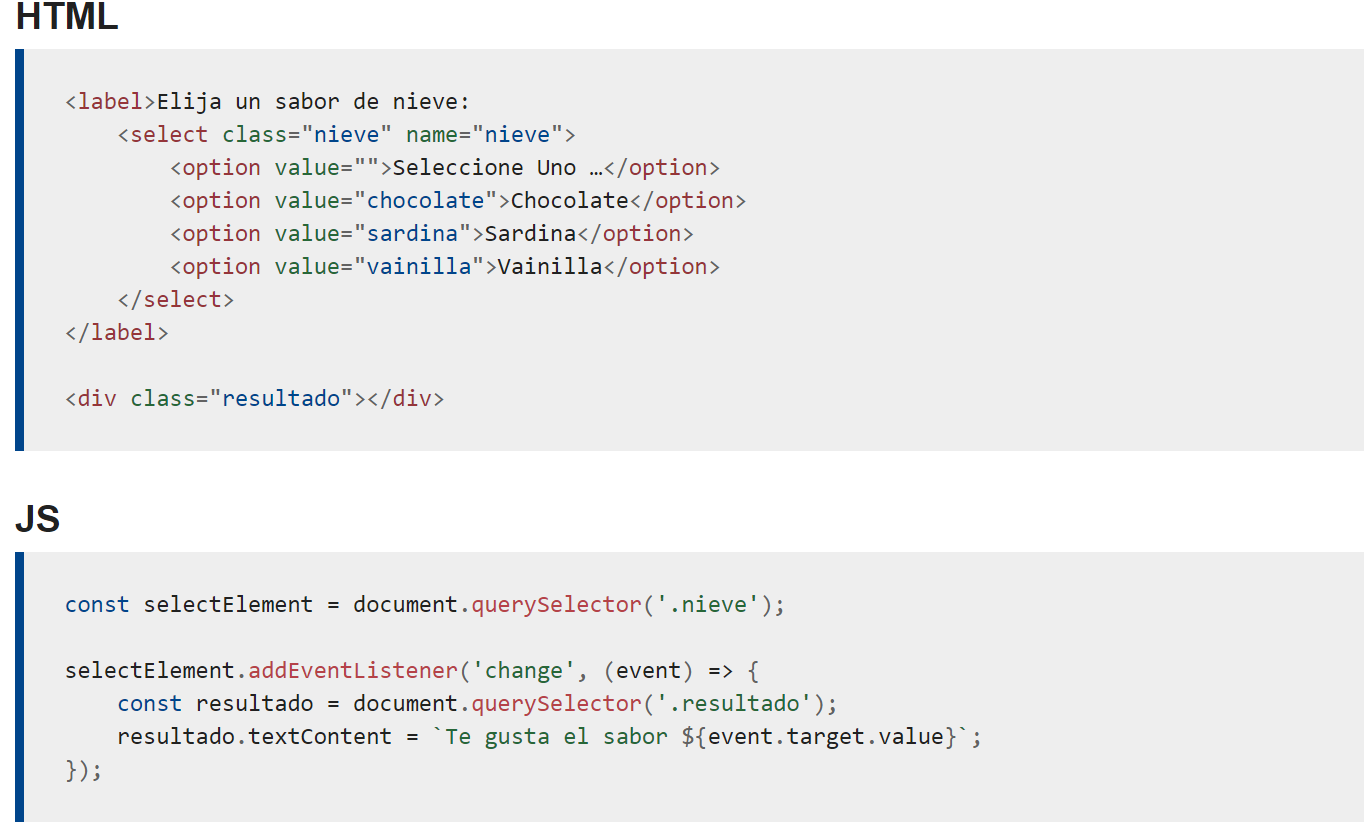 HTML
<label>Elija un sabor de nieve:
    <select class="nieve" name="nieve">
        <option value="">Seleccione Uno …</option>
        <option value="chocolate">Chocolate</option>
        <option value="sardina">Sardina</option>
        <option value="vainilla">Vainilla</option>
    </select>
</label>
<div class="resultado"></div>
JS
const selectElement = document.querySelector('.nieve');
selectElement.addEventListener('change', (event) => {
    const resultado = document.querySelector('.resultado');
    resultado.textContent = `Te gusta el sabor ${event.target.value}`;
});